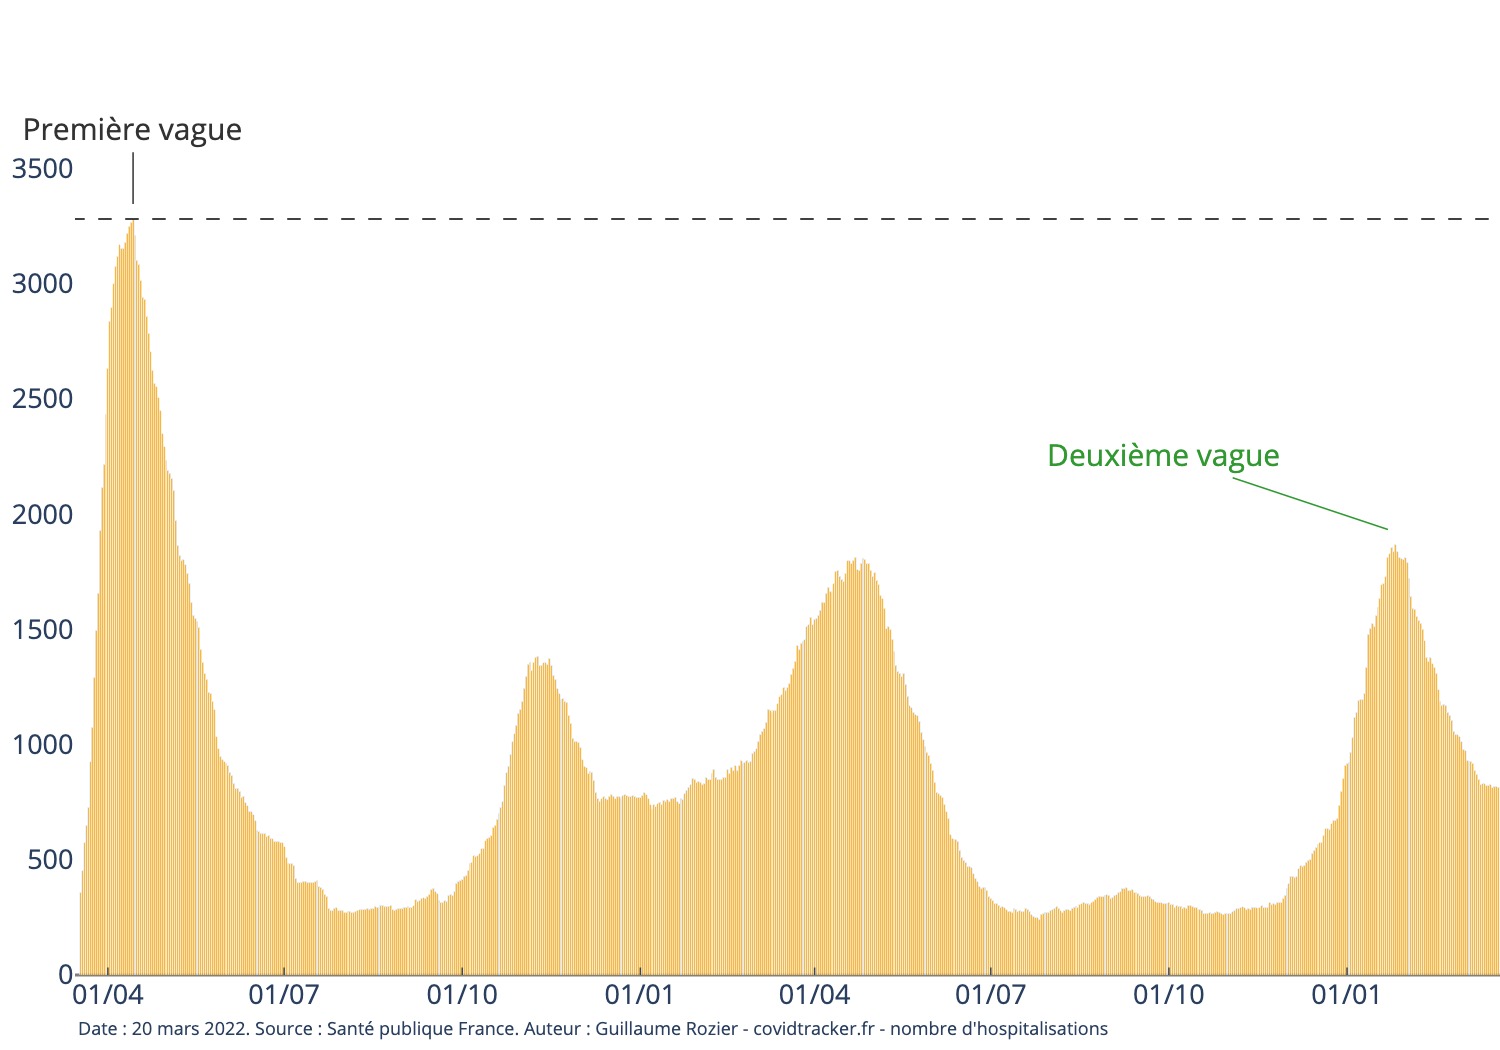 Première vague
3500
3000
2500
Deuxième vague
2000
1500
1000
500
0
01/04 01/07 01/10 01/01 01/04 01/07 01/10 01/01
Date : 20 mars 2022. Source : Santé publique France. Auteur : Guillaume Rozier - covidtracker.fr - nombre d'hospitalisations